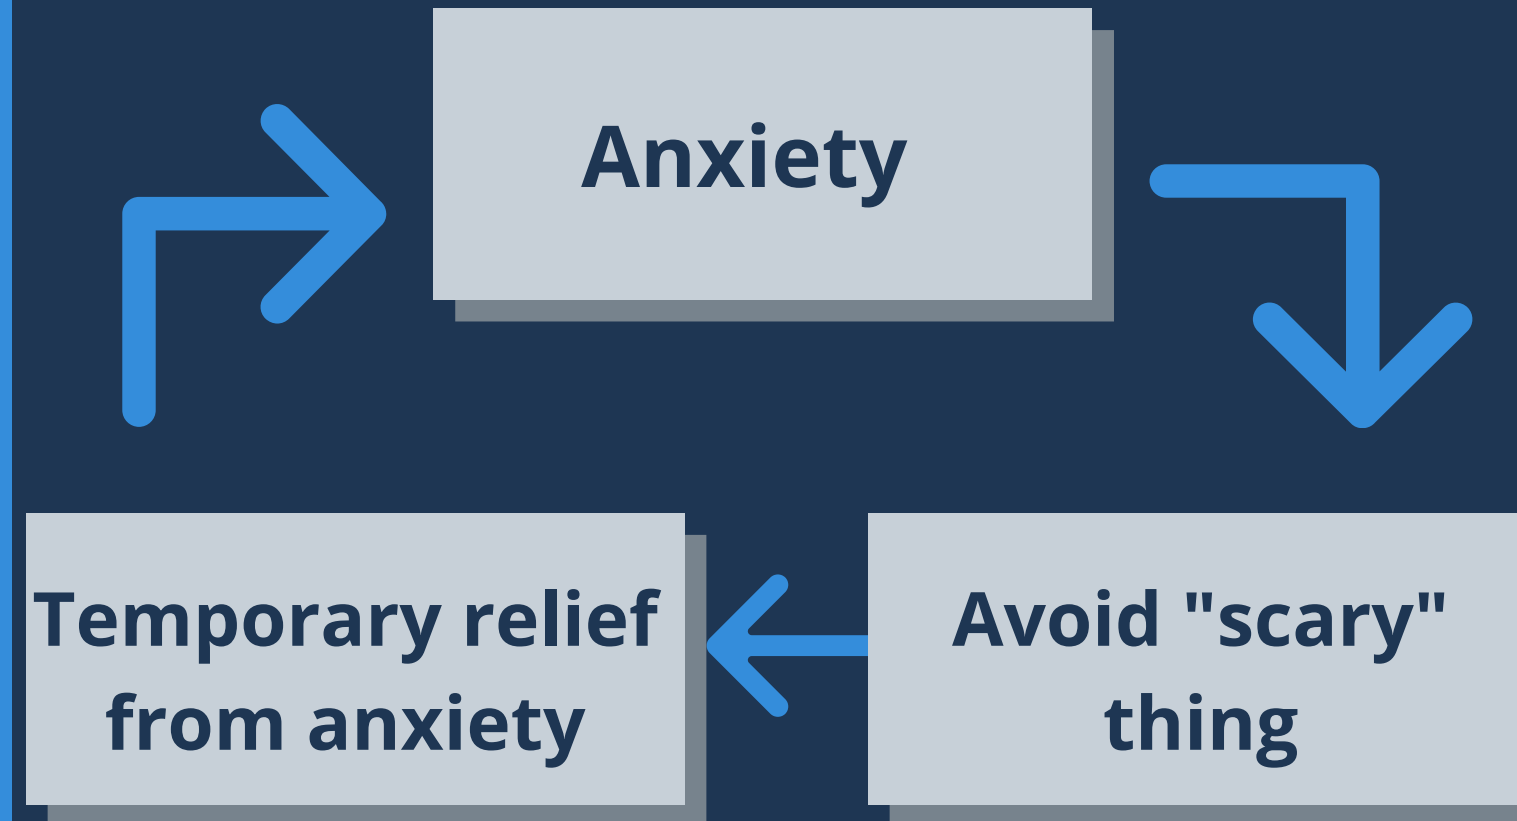 Anxiety
Temporary relief
from anxiety
Avoid "scary"
thing